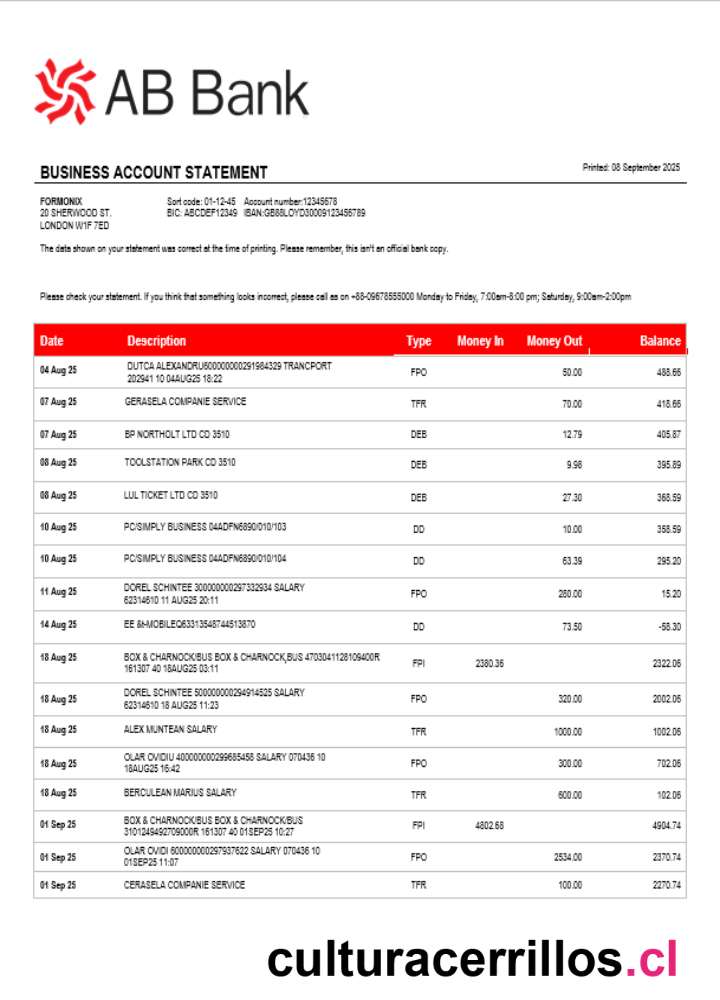 AB Bank
BUSINESS ACCOUNT STATEMENT
Printed: 08 September 2025
FORMONIX
20 SHERWOOD ST.
LONDON W1F 7ED
Sort code: 01-12-45 Account number:12345678
BIC: ABCDEF12349 IBAN:GB88LOYD30009123456789
The data shown on your statement was correct at the time of printing. Please remember, this isn't an official bank copy.
Please check your statement. If you think that something looks incorrect, please call as on +88-09678555000 Monday to Friday, 7:00am-8:00 pm; Saturday, 9:00am-2:00pm
Date Description Type Money In Money Out Balance
04 Aug 25 DUTCA ALEXANDRU600000000291984329 TRANCPORT
202941 10 04AUG25 18:22 FPO 50.00 488.66
07 Aug 25 GERASELA COMPANIE SERVICE TFR 70.00 418.66
07 Aug 25 BP NORTHOLT LTD CD 3510 DEB 12.79 405.87
08 Aug 25 TOOLSTATION PARK CD 3510 DEB 9.98 395.89
08 Aug 25 LUL TICKET LTD CD 3510 DEB 27.30 368.59
10 Aug 25 PC/SIMPLY BUSINESS 04ADFN6890/010/103 DD 10.00 358.59
10 Aug 25 PC/SIMPLY BUSINESS 04ADFN6890/010/104 DD 63.39 295.20
11 Aug 25 DOREL SCHINTEE 300000000297332934 SALARY
62314610 11 AUG25 20:11 FPO 280.00 15.20
14 Aug 25 EE &t-MOBILEQ63313548744513870 DD 73.50 -58.30
18 Aug 25 BOX & CHARNOCK/BUS BOX & CHARNOCK,BUS 4703041128109400R
161307 40 18AUG25 03:11 FPI 2380.36 2322.06
18 Aug 25 DOREL SCHINTEE 500000000294914525 SALARY
62314610 18 AUG25 11:23 FPO 320.00 2002.06
18 Aug 25 ALEX MUNTEAN SALARY TFR 1000.00 1002.06
18 Aug 25 OLAR OVIDIU 400000000299685458 SALARY 070436 10
18AUG25 16:42 FPO 300.00 702.06
18 Aug 25 BERCULEAN MARIUS SALARY TFR 600.00 102.06
01 Sep 25 BOX & CHARNOCK/BUS BOX & CHARNOCK/BUS
3101249492709000R 161307 40 01SEP25 10:27 FPI 4802.68 4904.74
01 Sep 25 OLAR OVIDI 600000000297937622 SALARY 070436 10
01SEP25 11:07 FPO 2534.00 2370.74
01 Sep 25 CERASELA COMPANIE SERVICE TFR 100.00 2270.74
culturacerrillos.cl